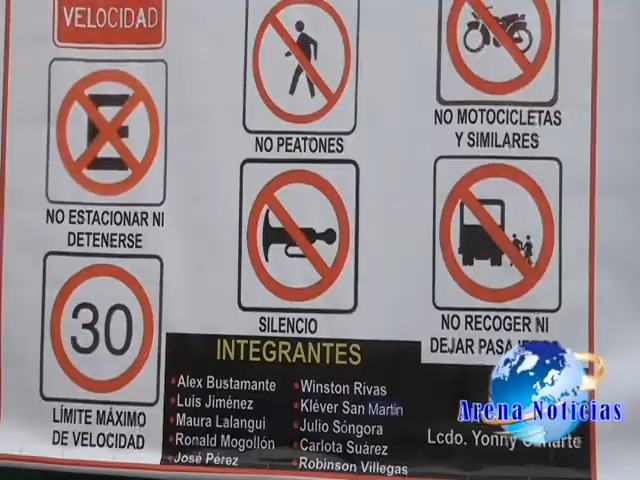 VELOCIDAD
NO PEATONES
NO MOTOCICLETAS
Y SIMILARES
E
NO ESTACIONAR NI
DETENERSE
SILENCIO
NO RECOGER NI
DEJAR
30
LÍMITE MÁXIMO
DE VELOCIDAD
INTEGRANTES
Alex Bustamante
Luis Jiménez
Maura Lalangui
Ronald Mogollón
José Pérez
Winston Rivas
Kléver San Martín
Julio Sóngora
Carlota Suárez
Robinson Villegas
Lcdo. Yonny
Arena Noticias